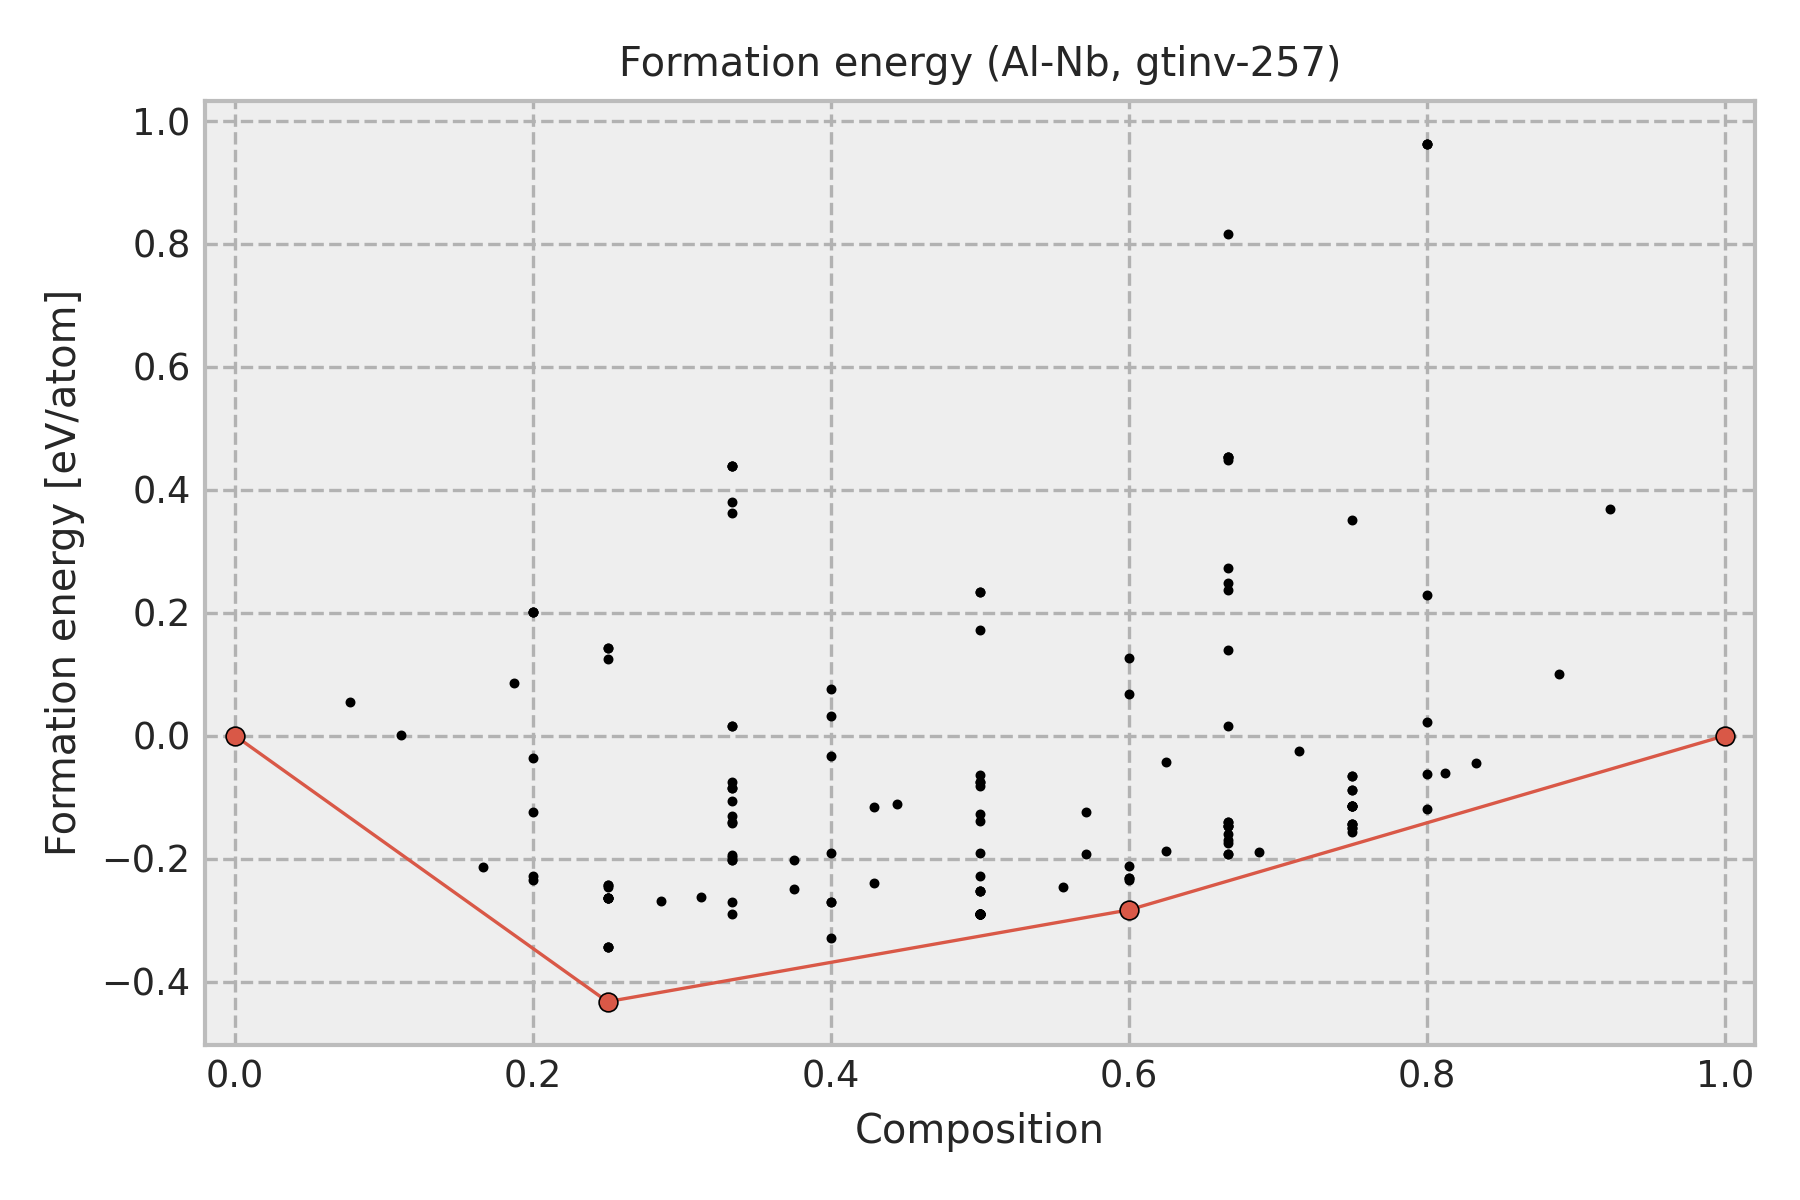 Formation energy (Al-Nb, gtinv-257)
Formation energy [eV/atom]
1.0
0.8
0.6
0.4
0.2
0.0
−0.2
−0.4
0.0 0.2 0.4 0.6 0.8 1.0
Composition